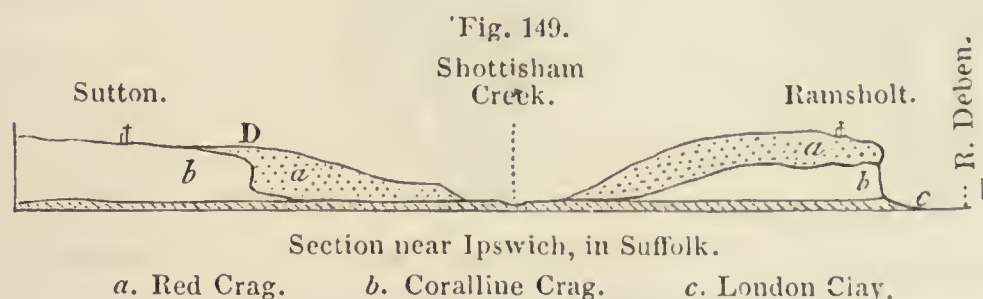 Fig. 149.
Shottisham
Creek.
Sutton.
Ramsholt.
R. Deben.
D
b
a
a
b
c
Section near Ipswich, in Suffolk.
a. Red Crag. b. Coralline Crag. c. London Clay.